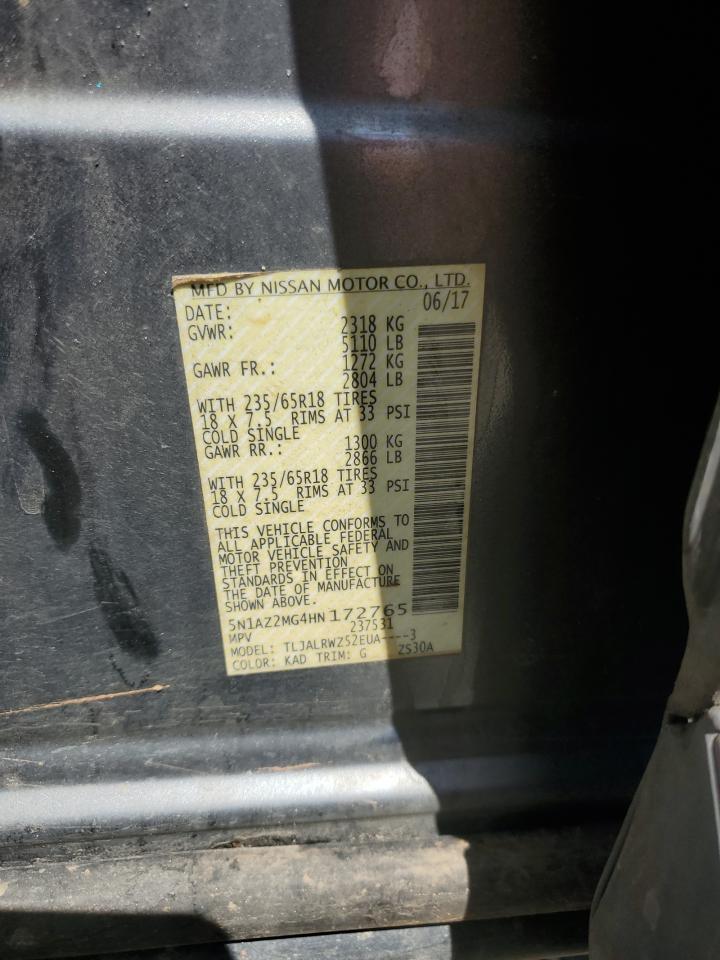 MFD BY NISSAN MOTOR CO., LTD.
DATE: 06/17
GVWR: 2318 KG
5110 LB
GAWR FR.: 1272 KG
2804 LB
WITH 235/65R18 TIRES
18 X 7.5 RIMS AT 33 PSI
COLD SINGLE
GAWR RR.: 1300 KG
2866 LB
WITH 235/65R18 TIRES
18 X 7.5 RIMS AT 33 PSI
COLD SINGLE
THIS VEHICLE CONFORMS TO
ALL APPLICABLE FEDERAL
MOTOR VEHICLE SAFETY AND
THEFT PREVENTION
STANDARDS IN EFFECT ON
THE DATE OF MANUFACTURE
SHOWN ABOVE.
5N1AZ2MG4HN172765
MPV 237531
MODEL: TLJALRWZ52EUA----3
COLOR: KAD TRIM: G ZS30A